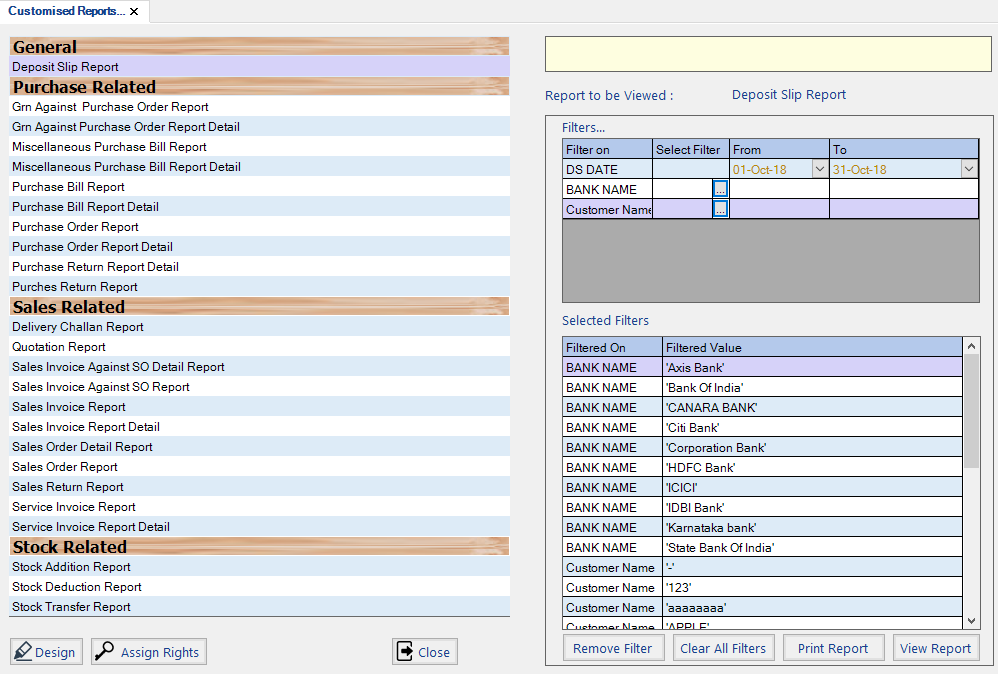 Customised Reports...
General
Deposit Slip Report
Purchase Related
Grn Against Purchase Order Report
Grn Against Purchase Order Report Detail
Miscellaneous Purchase Bill Report
Miscellaneous Purchase Bill Report Detail
Purchase Bill Report
Purchase Bill Report Detail
Purchase Order Report
Purchase Order Report Detail
Purchase Return Report Detail
Purches Return Report
Sales Related
Delivery Challan Report
Quotation Report
Sales Invoice Against SO Detail Report
Sales Invoice Against SO Report
Sales Invoice Report
Sales Invoice Report Detail
Sales Order Detail Report
Sales Order Report
Sales Return Report
Service Invoice Report
Service Invoice Report Detail
Stock Related
Stock Addition Report
Stock Deduction Report
Stock Transfer Report
Design Assign Rights Close
Report to be Viewed : Deposit Slip Report
Filters...
Filter on Select Filter From To
DS DATE 01-Oct-18 31-Oct-18
BANK NAME ...
Customer Name ...
Selected Filters
Filtered On Filtered Value
BANK NAME 'Axis Bank'
BANK NAME 'Bank Of India'
BANK NAME 'CANARA BANK'
BANK NAME 'Citi Bank'
BANK NAME 'Corporation Bank'
BANK NAME 'HDFC Bank'
BANK NAME 'ICICI'
BANK NAME 'IDBI Bank'
BANK NAME 'Karnataka bank'
BANK NAME 'State Bank Of India'
Customer Name '-'
Customer Name '123'
Customer Name 'aaaaaaaa'
Customer Name 'APPLE'
Remove Filter Clear All Filters Print Report View Report